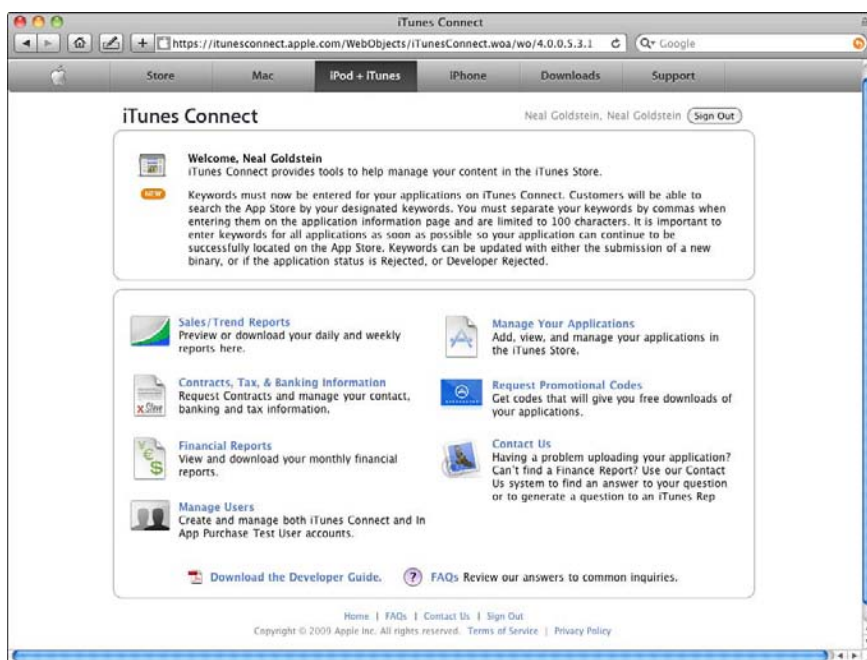 iTunes Connect
https://itunesconnect.apple.com/WebObjects/iTunesConnect.woa/wo/4.0.0.5.3.1
Google
Store Mac iPod + iTunes iPhone Downloads Support
iTunes Connect
Neal Goldstein, Neal Goldstein Sign Out
Welcome, Neal Goldstein
iTunes Connect provides tools to help manage your content in the iTunes Store.
NEW
Keywords must now be entered for your applications on iTunes Connect. Customers will be able to
search the App Store by your designated keywords. You must separate your keywords by commas when
entering them on the application information page and are limited to 100 characters. It is important to
enter keywords for all applications as soon as possible so your application can continue to be
successfully located on the App Store. Keywords can be updated with either the submission of a new
binary, or if the application status is Rejected, or Developer Rejected.
Sales/Trend Reports
Preview or download your daily and weekly
reports here.
Contracts, Tax, & Banking Information
Request Contracts and manage your contact,
banking and tax information.
Financial Reports
View and download your monthly financial
reports.
Manage Users
Create and manage both iTunes Connect and In
App Purchase Test User accounts.
Manage Your Applications
Add, view, and manage your applications in
the iTunes Store.
Request Promotional Codes
Get codes that will give you free downloads of
your applications.
Contact Us
Having a problem uploading your application?
Can't find a Finance Report? Use our Contact
Us system to find an answer to your question
or to generate a question to an iTunes Rep
Download the Developer Guide. ? FAQs Review our answers to common inquiries.
Home | FAQs | Contact Us | Sign Out
Copyright © 2009 Apple Inc. All rights reserved. Terms of Service | Privacy Policy